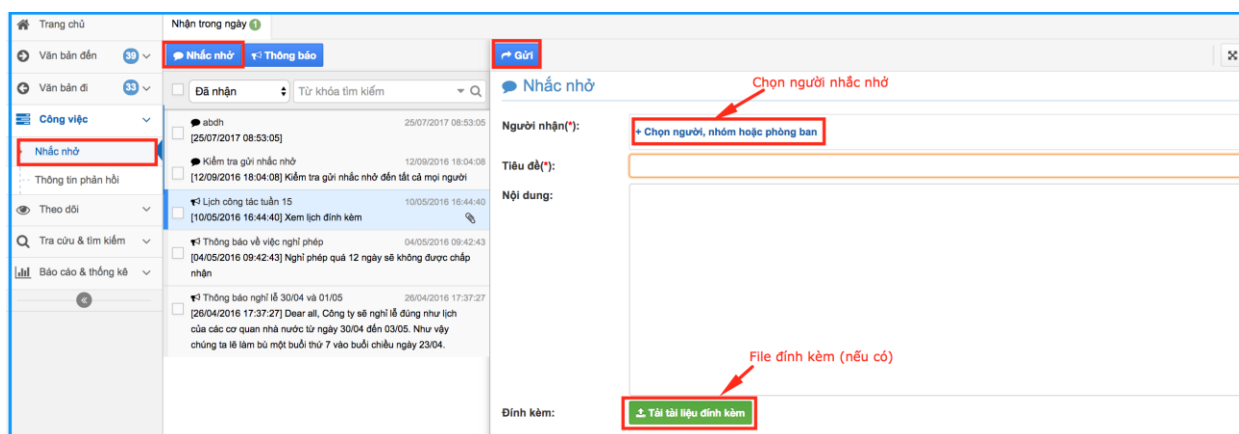 Trang chủ
Văn bản đến 39
Văn bản đi 33
Công việc
Nhắc nhở
Thông tin phản hồi
Theo dõi
Tra cứu & tìm kiếm
Báo cáo & thống kê
Nhận trong ngày 1
Nhắc nhở Thông báo
Đã nhận Từ khóa tìm kiếm
abdh 25/07/2017 08:53:05
[25/07/2017 08:53:05]
Kiểm tra gửi nhắc nhở 12/09/2016 18:04:08
[12/09/2016 18:04:08] Kiểm tra gửi nhắc nhở đến tất cả mọi người
Lịch công tác tuần 15 10/05/2016 16:44:40
[10/05/2016 16:44:40] Xem lịch đính kèm
Thông báo về việc nghỉ phép 04/05/2016 09:42:43
[04/05/2016 09:42:43] Nghỉ phép quá 12 ngày sẽ không được chấp
nhận
Thông báo nghỉ lễ 30/04 và 01/05 26/04/2016 17:37:27
[26/04/2016 17:37:27] Dear all, Công ty sẽ nghỉ lễ đúng như lịch
của các cơ quan nhà nước từ ngày 30/04 đến 03/05. Như vậy
chúng ta lẽ làm bù một buổi thứ 7 vào buổi chiều ngày 23/04.
Gửi
Nhắc nhở
Chọn người nhắc nhở
Người nhận(*):
+ Chọn người, nhóm hoặc phòng ban
Tiêu đề(*):
Nội dung:
File đính kèm (nếu có)
Đính kèm:
Tải tài liệu đính kèm